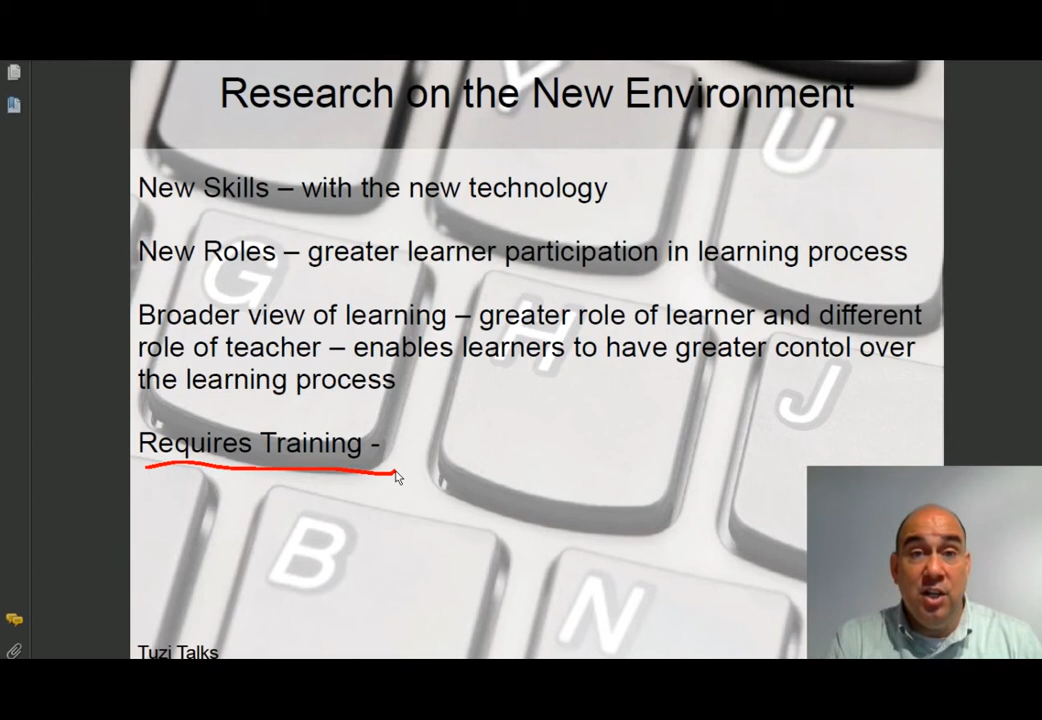 Research on the New Environment
New Skills – with the new technology
New Roles – greater learner participation in learning process
Broader view of learning – greater role of learner and different
role of teacher – enables learners to have greater contol over
the learning process
Requires Training -
Tuzi Talks
Y
U
G
H
J
B
N